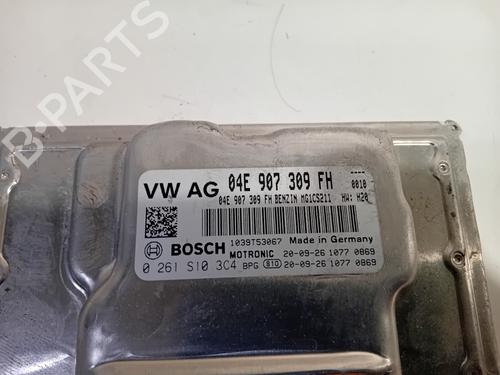 B-PARTS
VW AG 04E 907 309 FH
04E 907 309 FH BENZIN MG1CS211
0010
HW: H20
BOSCH
1039T53067 Made in Germany
MOTRONIC 20-09-26 1077 0869
0 261 S10 3C4 BPG S10 20-09-26 1077 0869